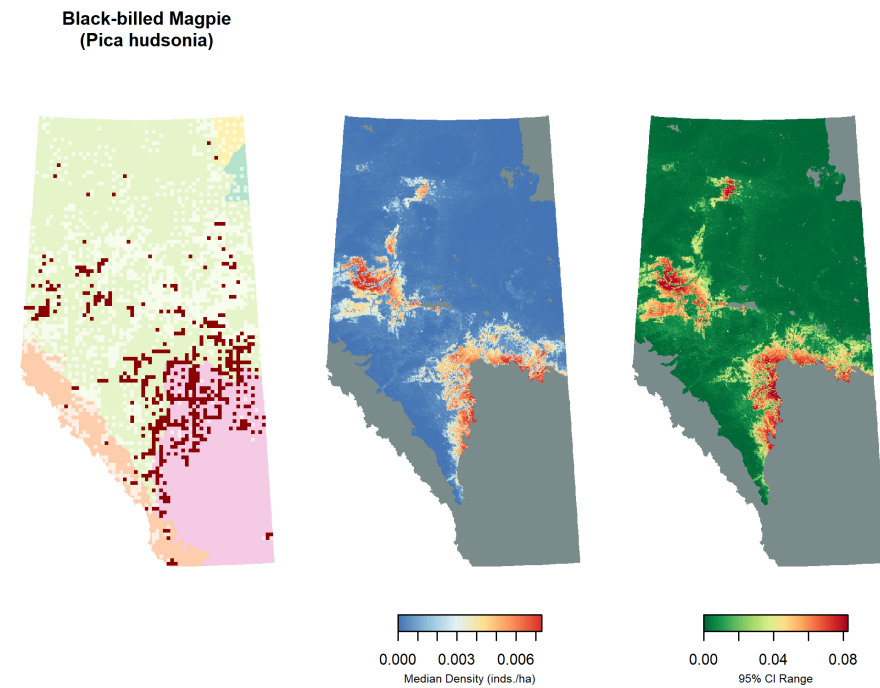 Black-billed Magpie
(Pica hudsonia)
0.000 0.003 0.006
Median Density (inds./ha)
0.00 0.04 0.08
95% CI Range